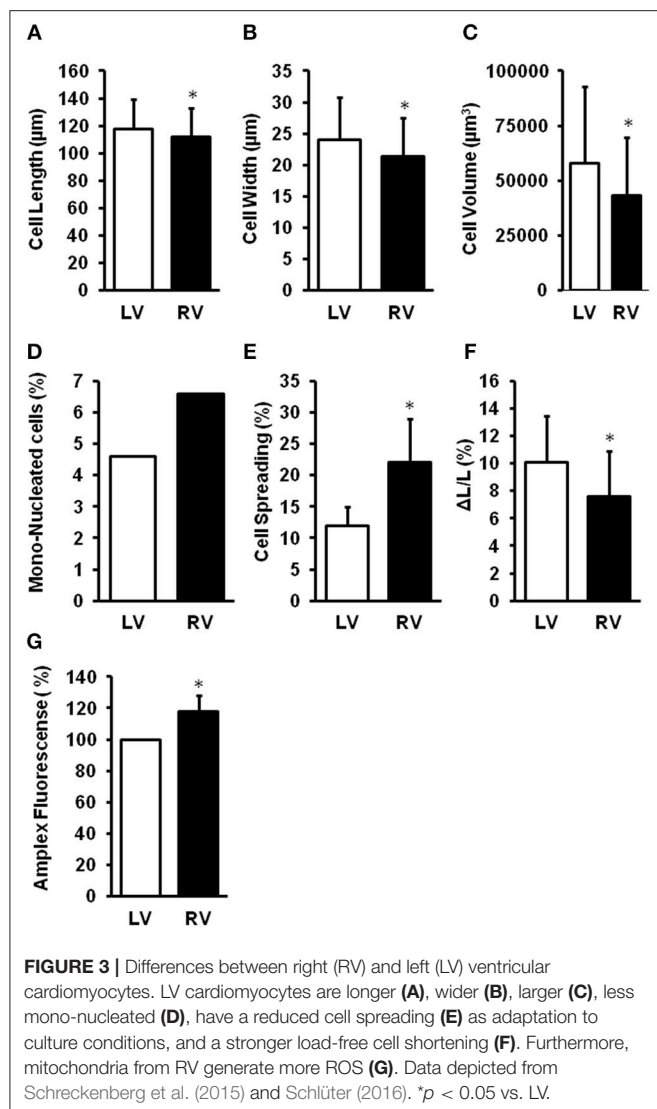 A
Cell Length (µm)
160
140
120
100
80
60
40
20
0
*
LV RV
B
Cell Width (µm)
35
30
25
20
15
10
5
0
*
LV RV
C
Cell Volume (µm³)
100000
75000
50000
25000
0
*
LV RV
D
Mono-Nucleated cells (%)
7
6
5
4
3
2
1
0
LV RV
E
Cell Spreading (%)
35
30
25
20
15
10
5
0
*
LV RV
F
ΔL/L (%)
16
14
12
10
8
6
4
2
0
*
LV RV
G
Amplex Fluorescense (%)
140
120
100
80
60
40
20
0
*
LV RV
FIGURE 3 | Differences between right (RV) and left (LV) ventricular
cardiomyocytes. LV cardiomyocytes are longer (A), wider (B), larger (C), less
mono-nucleated (D), have a reduced cell spreading (E) as adaptation to
culture conditions, and a stronger load-free cell shortening (F). Furthermore,
mitochondria from RV generate more ROS (G). Data depicted from
Schreckenberg et al. (2015) and Schlüter (2016). *p < 0.05 vs. LV.